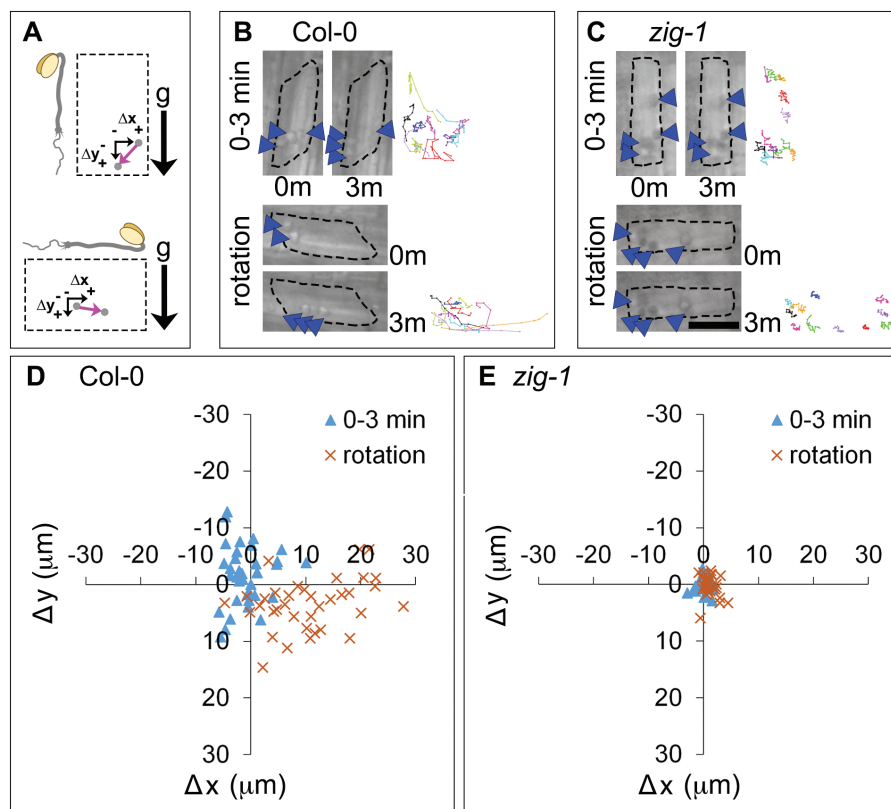 A
g
Δx
- +
Δy -
+
g
Δx
- +
Δy -
+
B Col-0
0-3 min
0m 3m
rotation
0m
3m
C zig-1
0-3 min
0m 3m
rotation
0m
3m
D Col-0
-30
0-3 min
-20
rotation
-10
-30 -20 -10 0 10 20 30
0
10
20
30
Δy (μm)
Δx (μm)
E zig-1
-30
0-3 min
-20
rotation
-10
-30 -20 -10 0 10 20 30
0
10
20
30
Δy (μm)
Δx (μm)